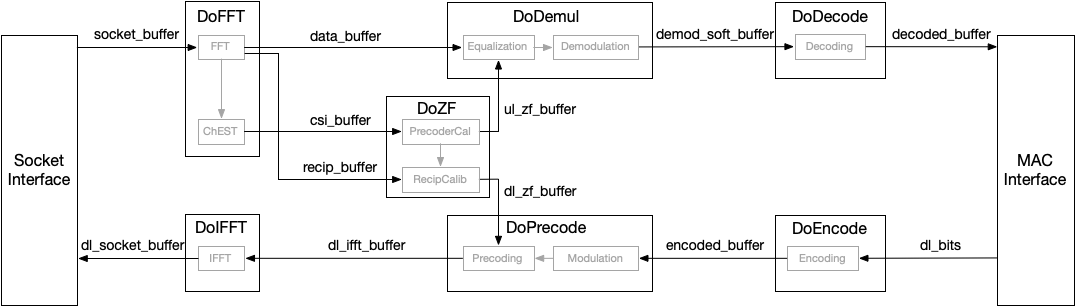 DoFFT
DoDemul
DoDecode
socket_buffer
FFT
data_buffer
Equalization
Demodulation
demod_soft_buffer
Decoding
decoded_buffer
DoZF
ul_zf_buffer
ChEST
csi_buffer
PrecoderCal
Socket
Interface
MAC
Interface
recip_buffer
RecipCalib
dl_zf_buffer
DoIFFT
DoPrecode
DoEncode
dl_socket_buffer
IFFT
dl_ifft_buffer
Precoding
Modulation
encoded_buffer
Encoding
dl_bits